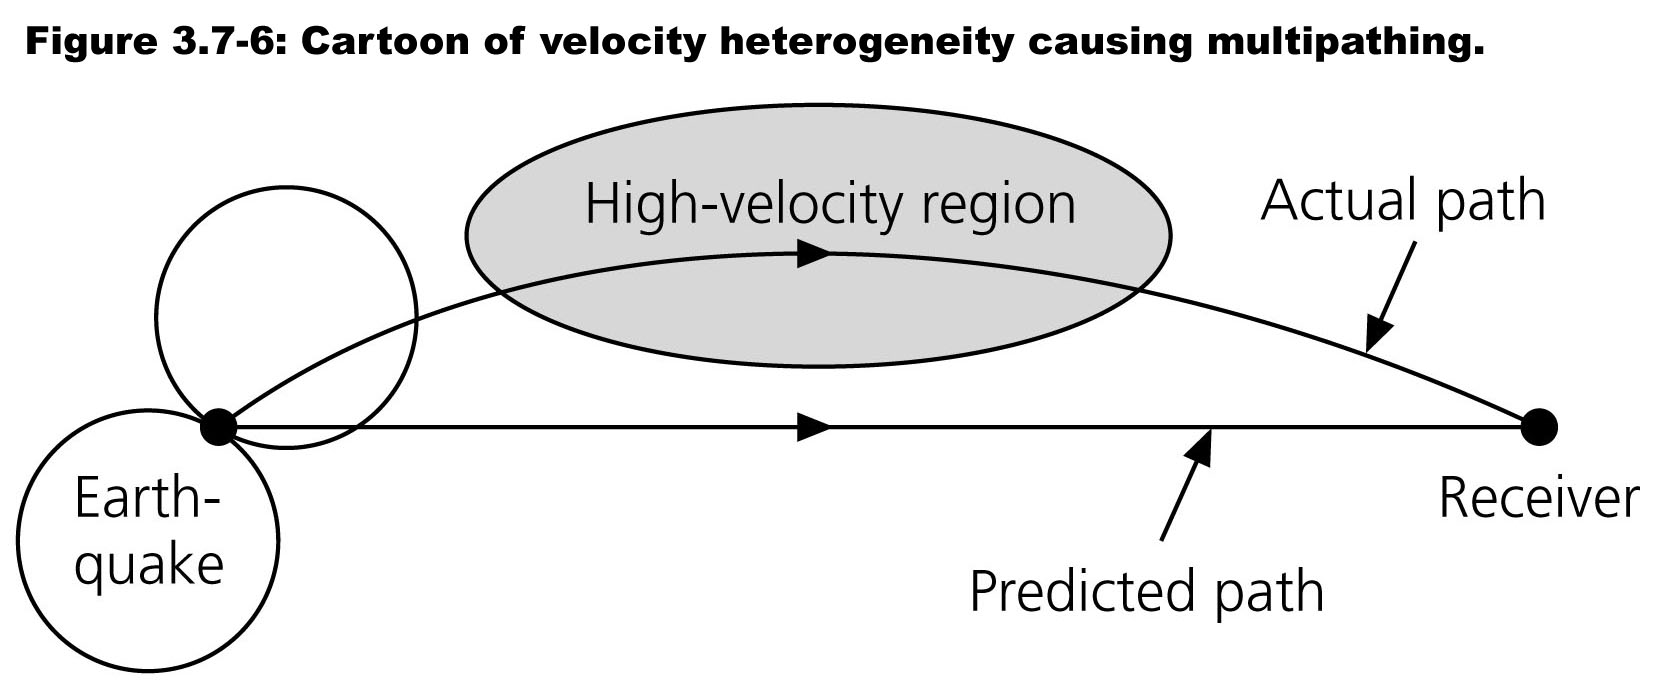 Figure 3.7-6: Cartoon of velocity heterogeneity causing multipathing.
High-velocity region
Actual path
Earth-
quake
Receiver
Predicted path